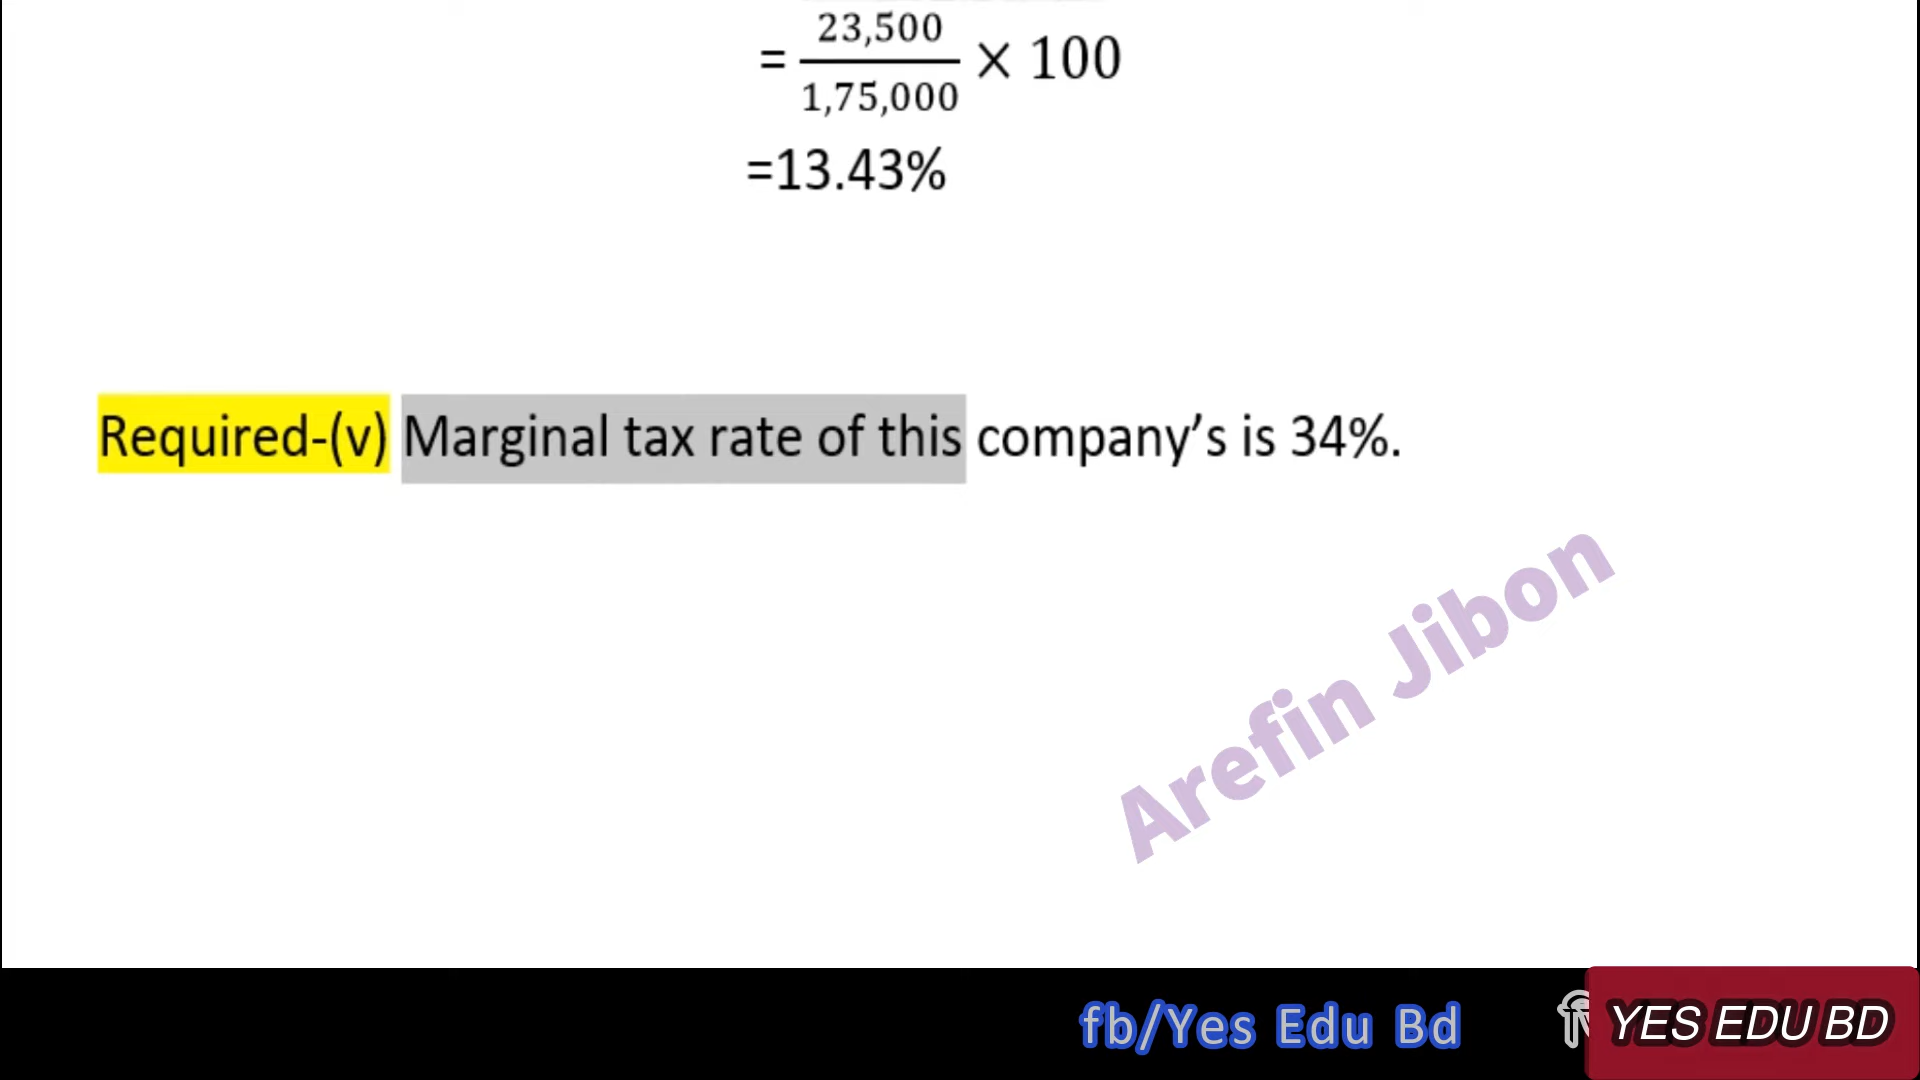 = 23,500 / 1,75,000 × 100
=13.43%
Required-(v) Marginal tax rate of this company’s is 34%.
Arefin Jibon
fb/Yes Edu Bd
YES EDU BD